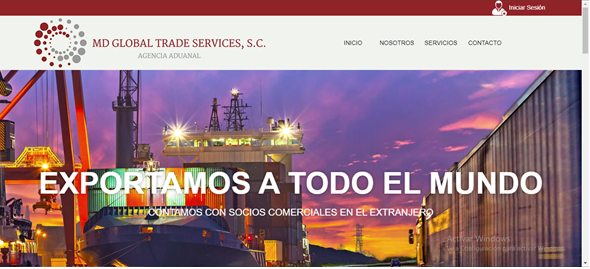 Iniciar Sesión
MD GLOBAL TRADE SERVICES, S.C.
AGENCIA ADUANAL
INICIO NOSOTROS SERVICIOS CONTACTO
EXPORTAMOS A TODO EL MUNDO
CONTAMOS CON SOCIOS COMERCIALES EN EL EXTRANJERO
Activar Windows